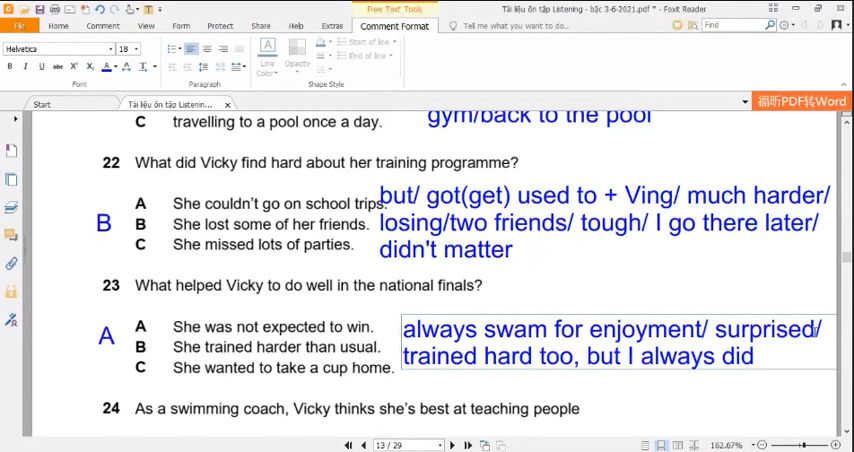 Free Text Tools
Tài liệu ôn tập Listening - bậc 3-6-2021.pdf * - Foxit Reader
File Home Comment View Form Protect Share Help Extras Comment Format Tell me what you want to do... Find
Helvetica 18 Start of line
B I U abc X² X₂ A Line Color Opacity End of line
Font Paragraph Shape Style
Start Tài liệu ôn tập Listenin... 福昕PDF转Word
C travelling to a pool once a day. gym/back to the pool
22 What did Vicky find hard about her training programme?
A She couldn't go on school trips. but/ got(get) used to + Ving/ much harder/
B B She lost some of her friends. losing/two friends/ tough/ I go there later/
C She missed lots of parties. didn't matter
23 What helped Vicky to do well in the national finals?
A A She was not expected to win. always swam for enjoyment/ surprised/
B She trained harder than usual. trained hard too, but I always did
C She wanted to take a cup home.
24 As a swimming coach, Vicky thinks she's best at teaching people
13 / 29 162.67%